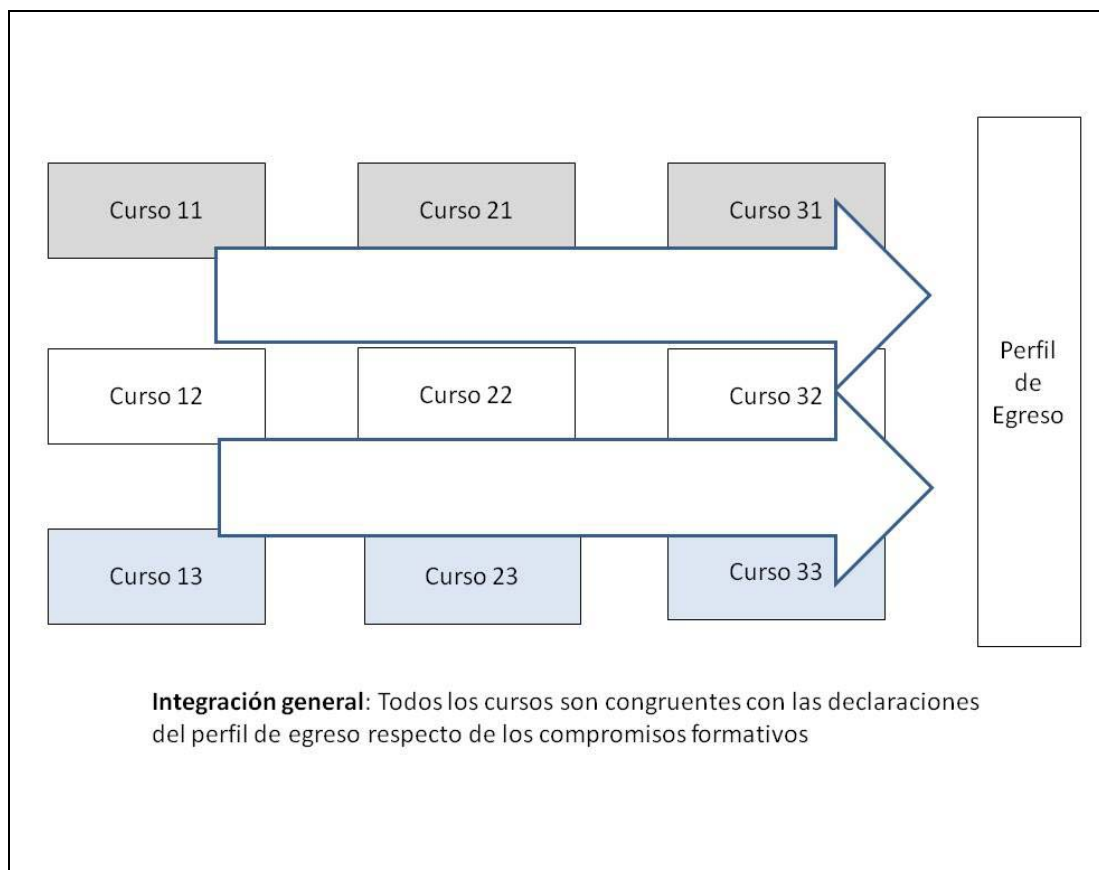 Curso 11
Curso 21
Curso 31
Curso 12
Curso 22
Curso 32
Perfil
de
Egreso
Curso 13
Curso 23
Curso 33
Integración general: Todos los cursos son congruentes con las declaraciones
del perfil de egreso respecto de los compromisos formativos